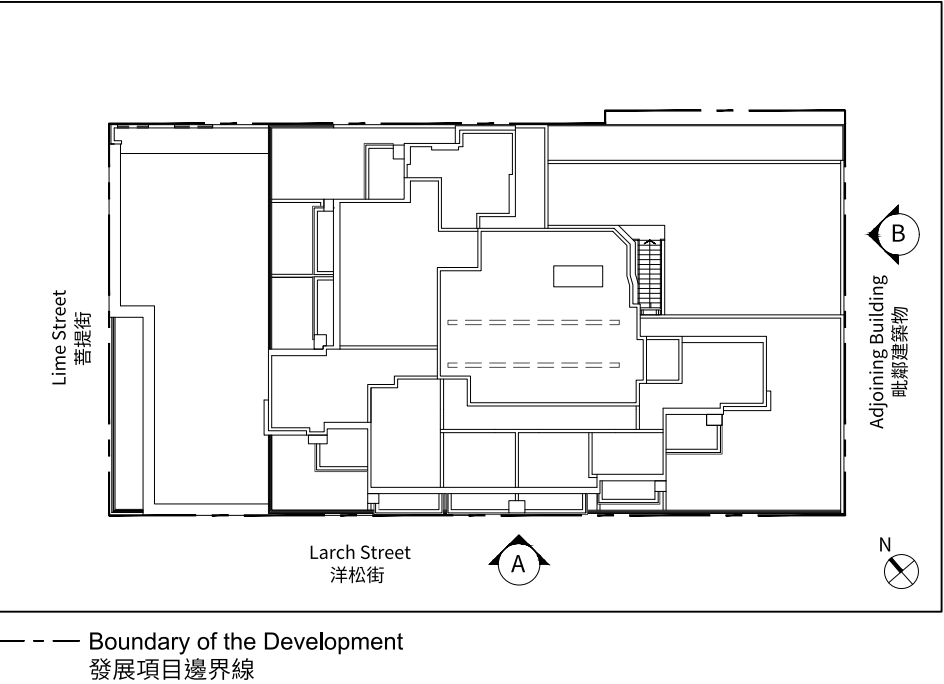 Lime Street
菩提街
B
Adjoining Building
毗鄰建築物
Larch Street
洋松街
A
N
Boundary of the Development
發展項目邊界線